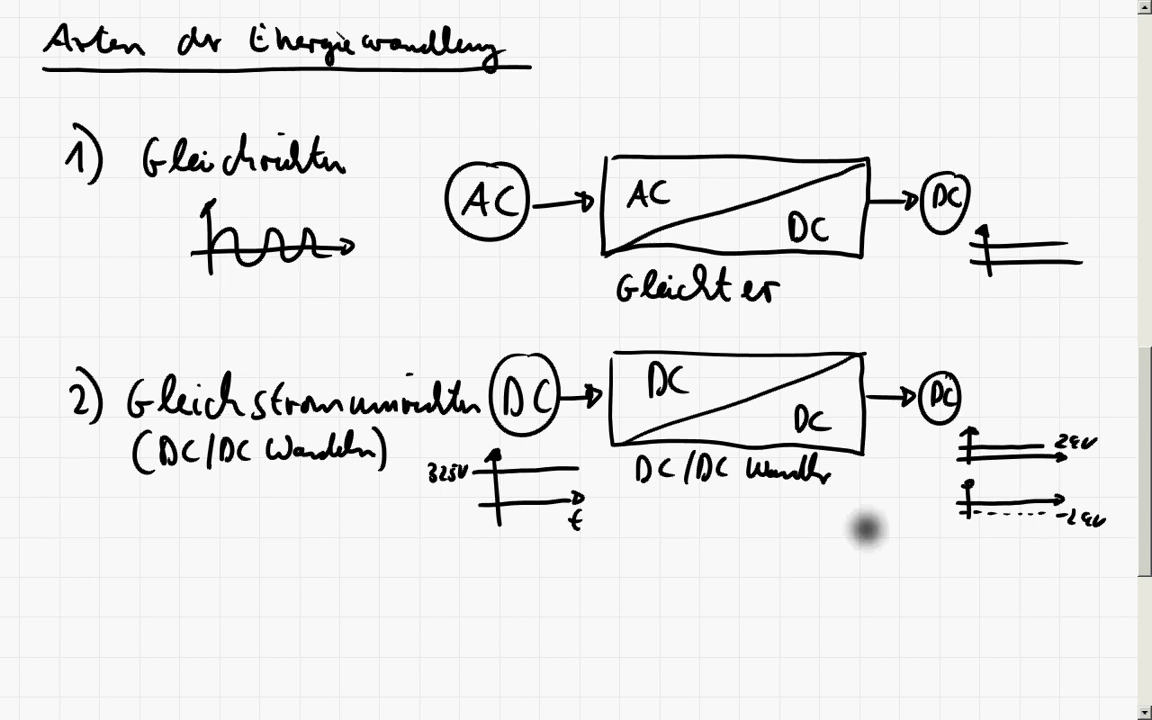 Arten der Energiewandlung
1) Gleichrichten
AC
AC
DC
DC
Gleichter
2) Gleichstromumrichten
(DC/DC Wandeln)
DC
DC
DC
DC
DC/DC Wandler
325V
t
24V
-24V